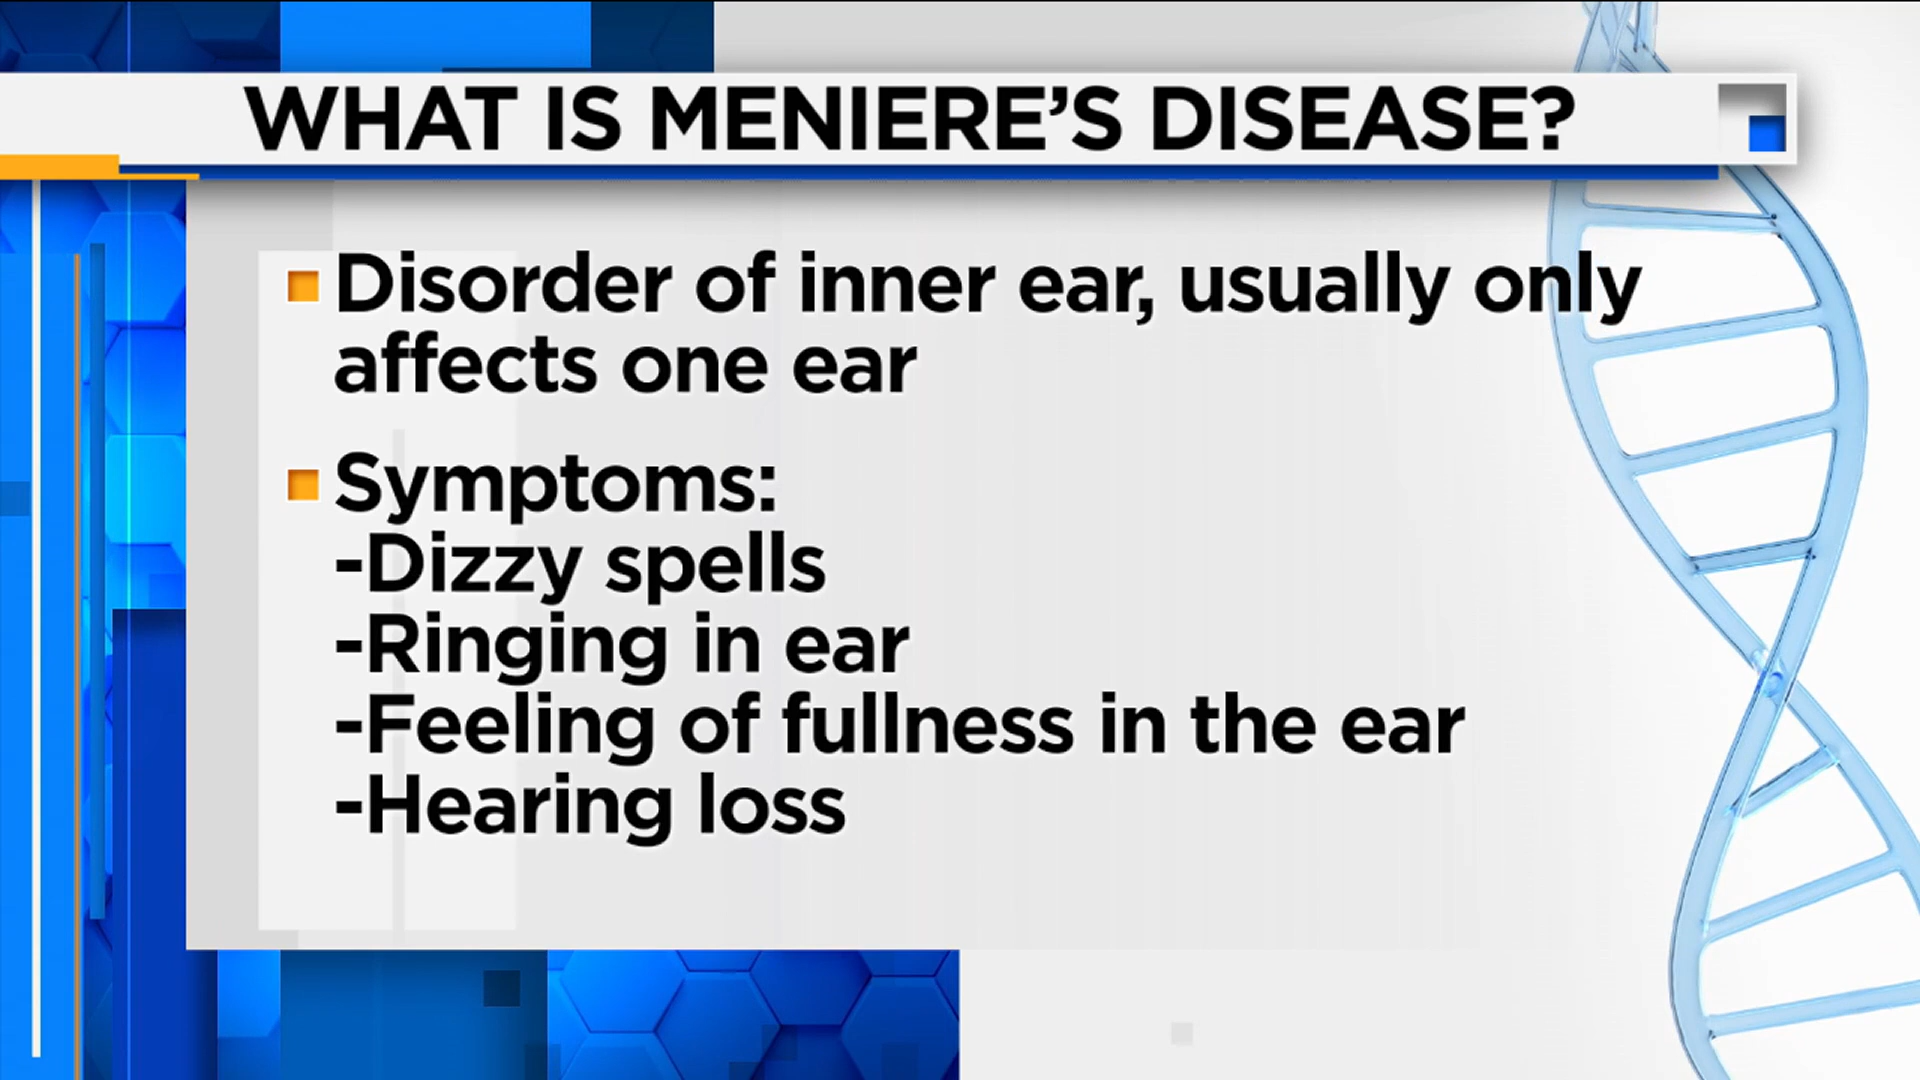 WHAT IS MENIERE’S DISEASE?
Disorder of inner ear, usually only
affects one ear
Symptoms:
-Dizzy spells
-Ringing in ear
-Feeling of fullness in the ear
-Hearing loss